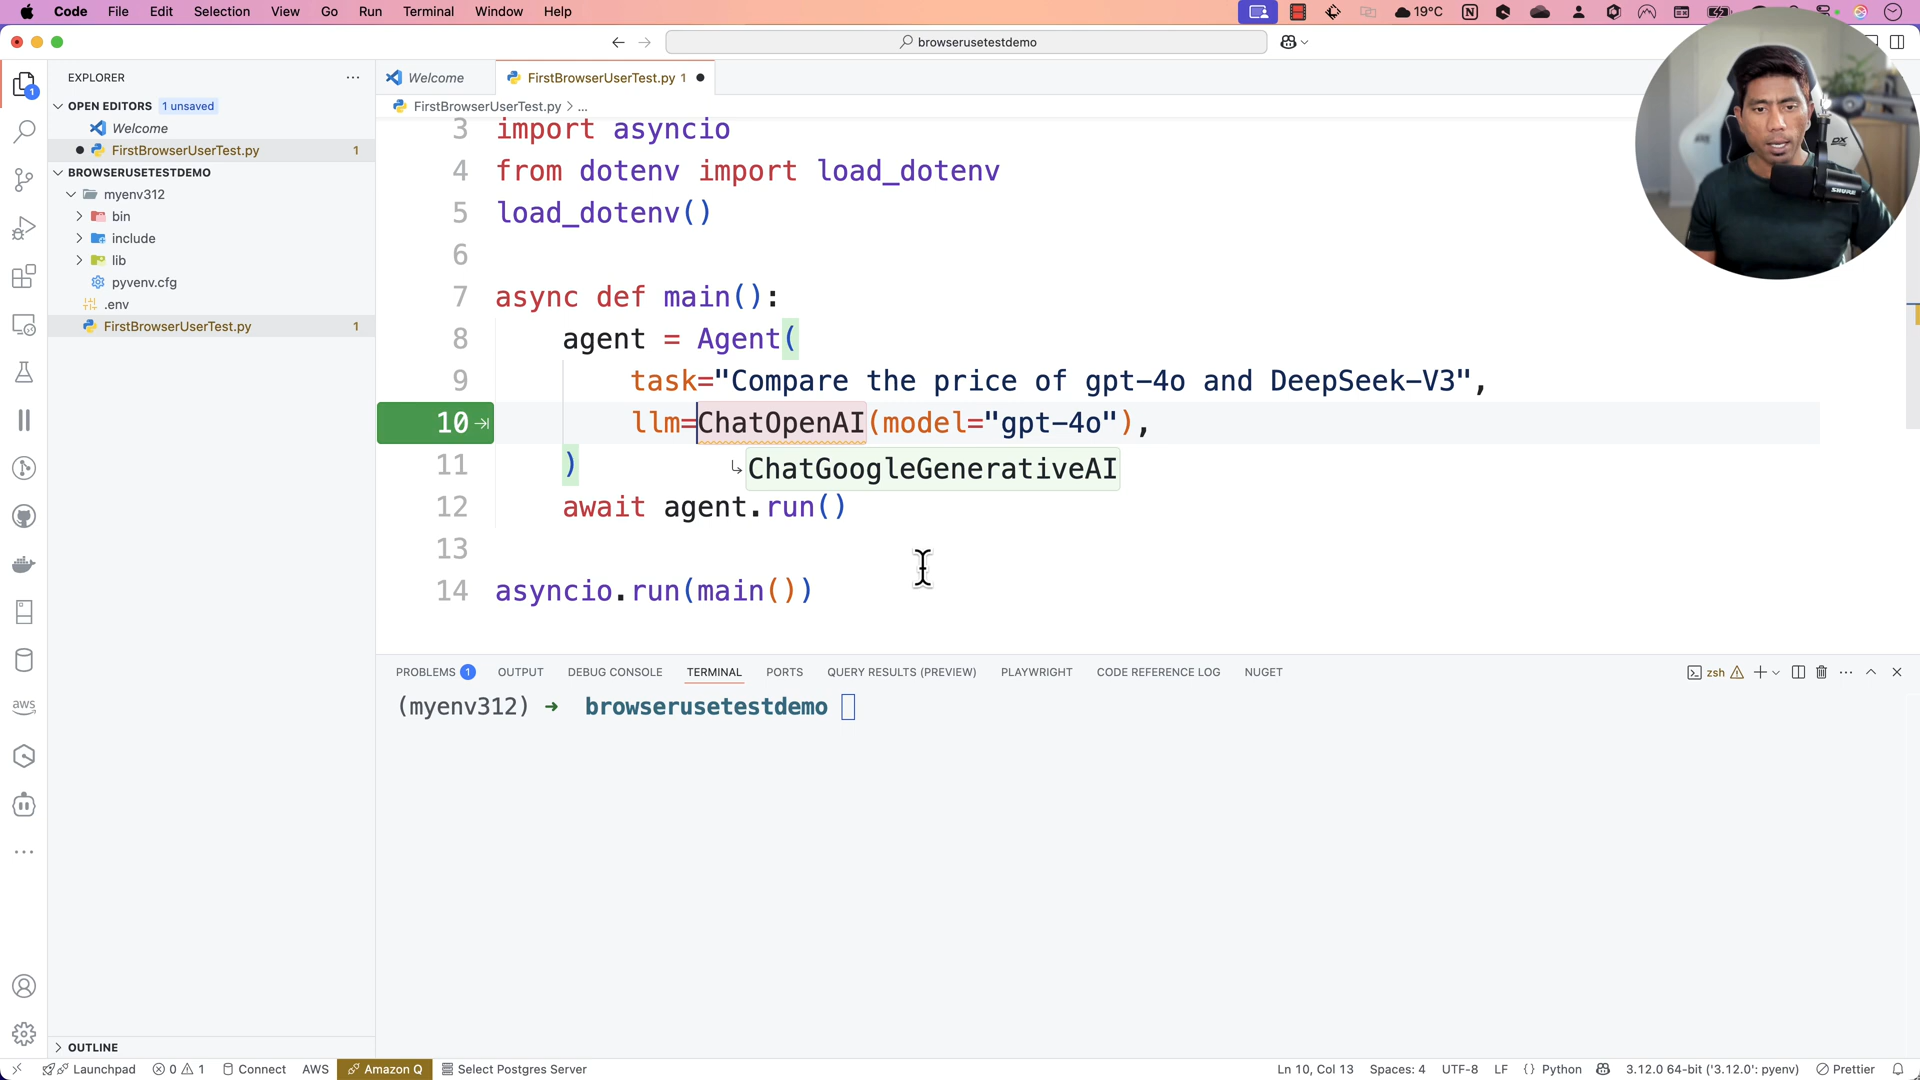 Code File Edit Selection View Go Run Terminal Window Help
19°C
browserusetestdemo
EXPLORER
OPEN EDITORS 1 unsaved
Welcome
FirstBrowserUserTest.py 1
BROWSERUSETESTDEMO
myenv312
bin
include
lib
pyvenv.cfg
.env
FirstBrowserUserTest.py 1
OUTLINE
1
aws
Welcome
FirstBrowserUserTest.py 1
FirstBrowserUserTest.py > ...
3 import asyncio
4 from dotenv import load_dotenv
5 load_dotenv()
6
7 async def main():
8 agent = Agent(
9 task="Compare the price of gpt-4o and DeepSeek-V3",
10 llm=ChatOpenAI(model="gpt-4o"),
ChatGoogleGenerativeAI
11 )
12 await agent.run()
13
14 asyncio.run(main())
PROBLEMS 1 OUTPUT DEBUG CONSOLE TERMINAL PORTS QUERY RESULTS (PREVIEW) PLAYWRIGHT CODE REFERENCE LOG NUGET
zsh
(myenv312) → browserusetestdemo
Launchpad 0 1 Connect AWS Amazon Q Select Postgres Server
Ln 10, Col 13 Spaces: 4 UTF-8 LF {} Python 3.12.0 64-bit ('3.12.0': pyenv) Prettier
SHURE